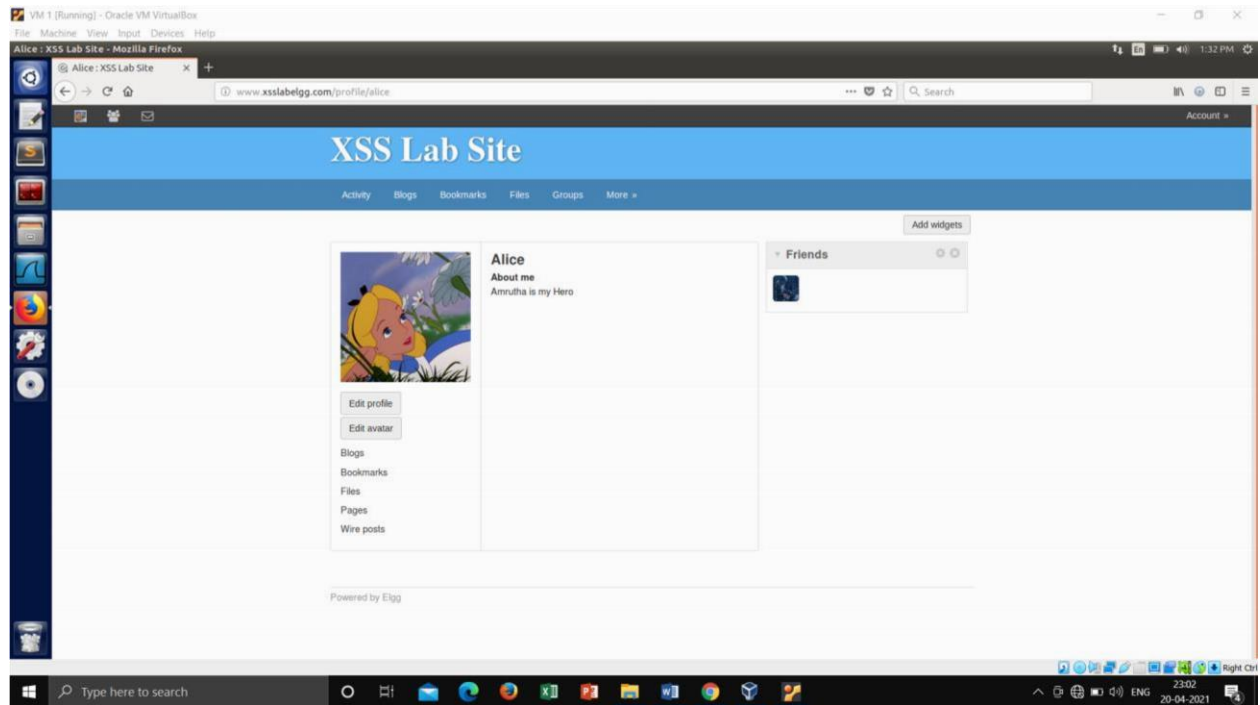 VM 1 [Running] - Oracle VM VirtualBox
File Machine View Input Devices Help
Alice : XSS Lab Site - Mozilla Firefox
En 1:32 PM
Alice : XSS Lab Site × +
www.xsslabelgg.com/profile/alice
Search
Account »
XSS Lab Site
Activity Blogs Bookmarks Files Groups More »
Add widgets
Alice
About me
Amrutha is my Hero
Friends
Edit profile
Edit avatar
Blogs
Bookmarks
Files
Pages
Wire posts
Powered by Elgg
Right Ctrl
Type here to search
ENG
23:02
20-04-2021
4